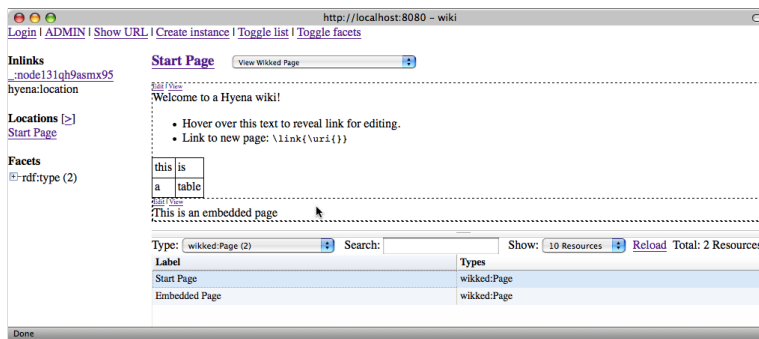 http://localhost:8080 – wiki
Login | ADMIN | Show URL | Create instance | Toggle list | Toggle facets
Inlinks
_:node131qh9asmx95
hyena:location
Locations [>]
Start Page
Facets
rdf:type (2)
Start Page View Wikked Page
Edit | View
Welcome to a Hyena wiki!
• Hover over this text to reveal link for editing.
• Link to new page: \link{\uri{}}
this is
a table
Edit | View
This is an embedded page
Type: wikked:Page (2) Search: Show: 10 Resources Reload Total: 2 Resources
Label Types
Start Page wikked:Page
Embedded Page wikked:Page
Done